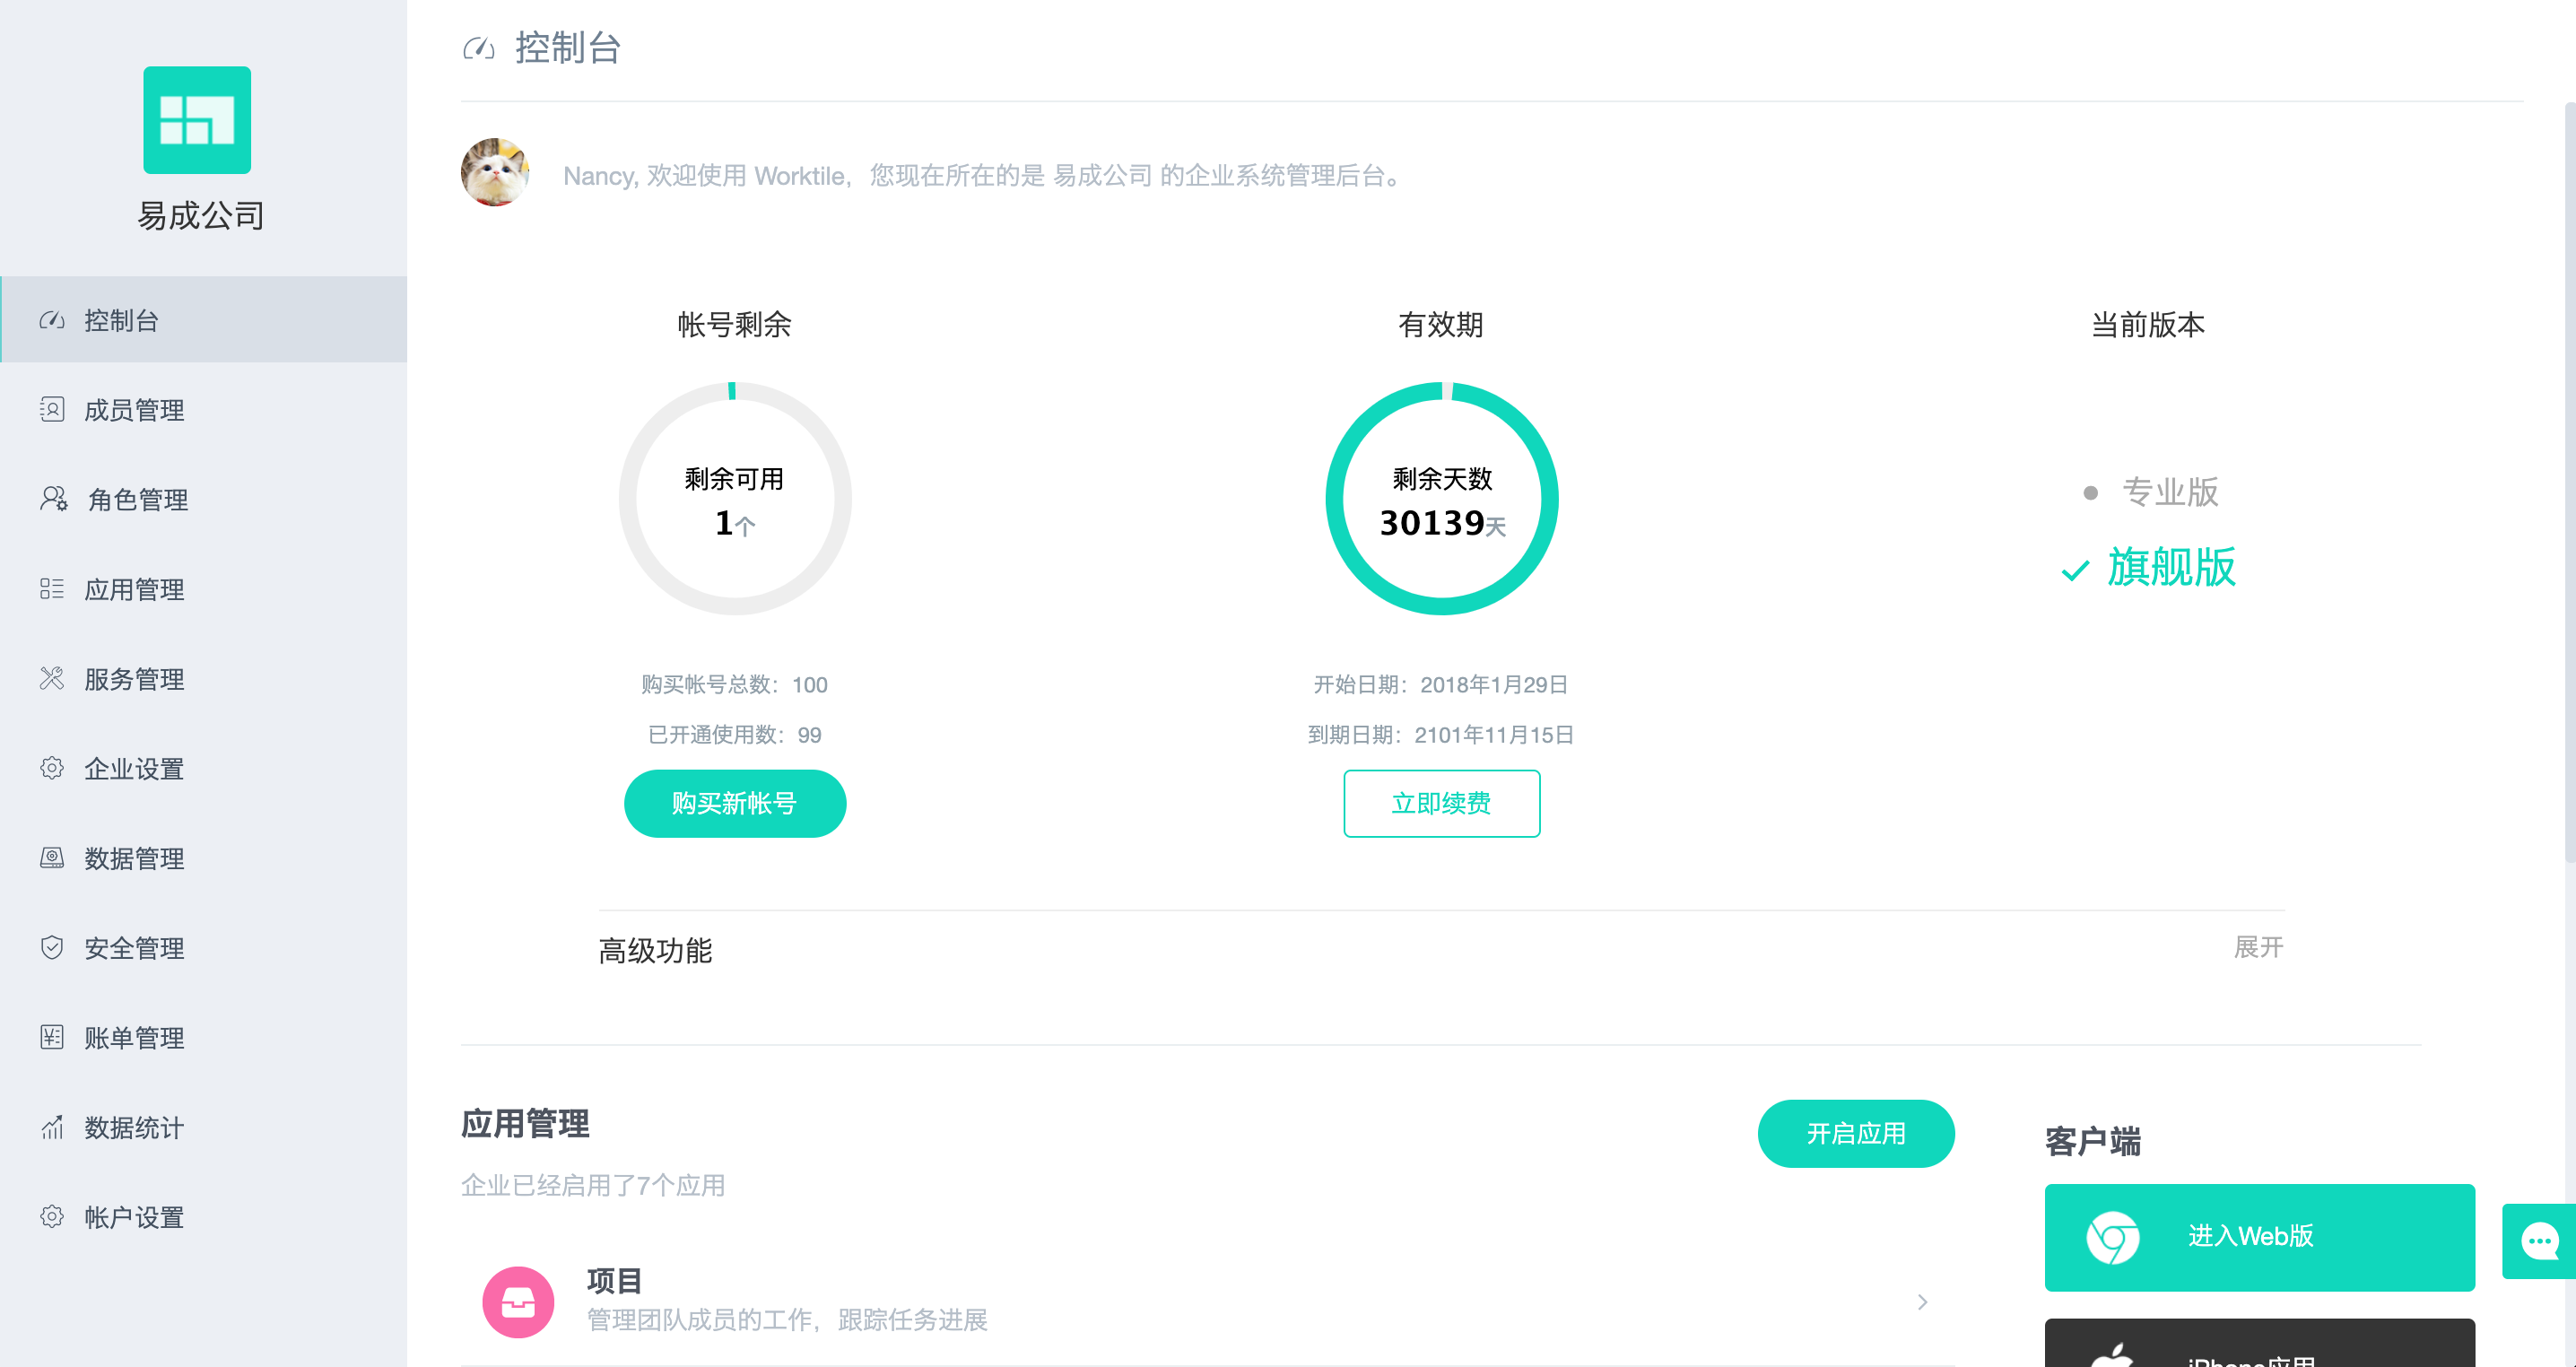 易成公司
控制台
成员管理
角色管理
应用管理
服务管理
企业设置
数据管理
安全管理
账单管理
数据统计
帐户设置
控制台
Nancy, 欢迎使用 Worktile，您现在所在的是 易成公司 的企业系统管理后台。
帐号剩余
剩余可用
1个
购买帐号总数：100
已开通使用数：99
购买新帐号
有效期
剩余天数
30139天
开始日期：2018年1月29日
到期日期：2101年11月15日
立即续费
当前版本
专业版
旗舰版
高级功能
展开
应用管理
开启应用
企业已经启用了7个应用
项目
管理团队成员的工作，跟踪任务进展
客户端
进入Web版
iPhone应用